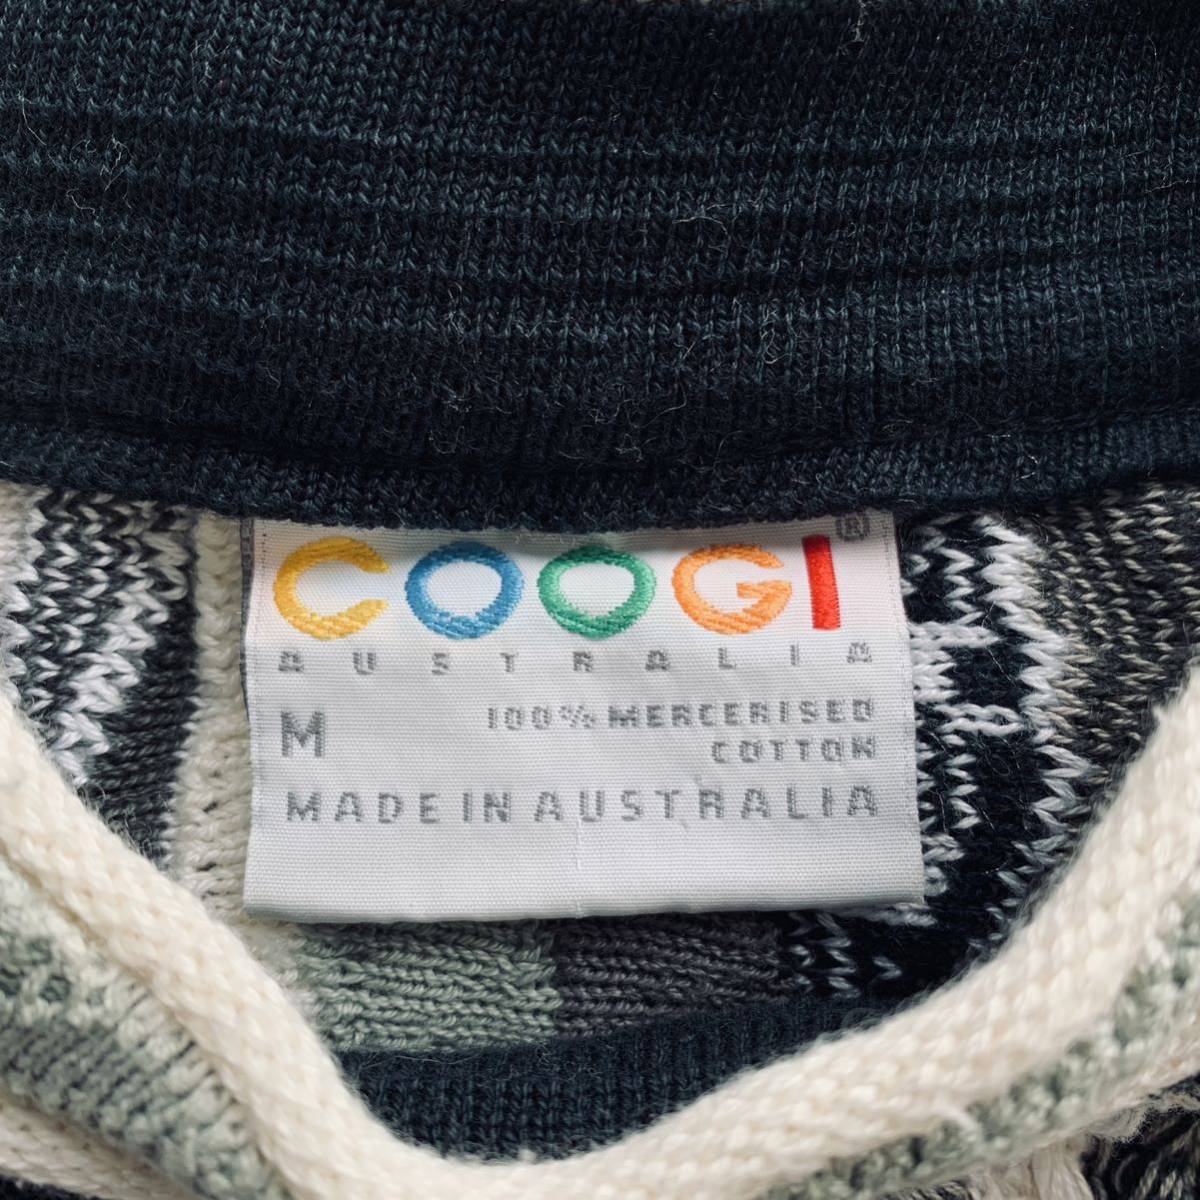 COOGI®
AUSTRALIA
M
100% MERCERISED
COTTON
MADE IN AUSTRALIA